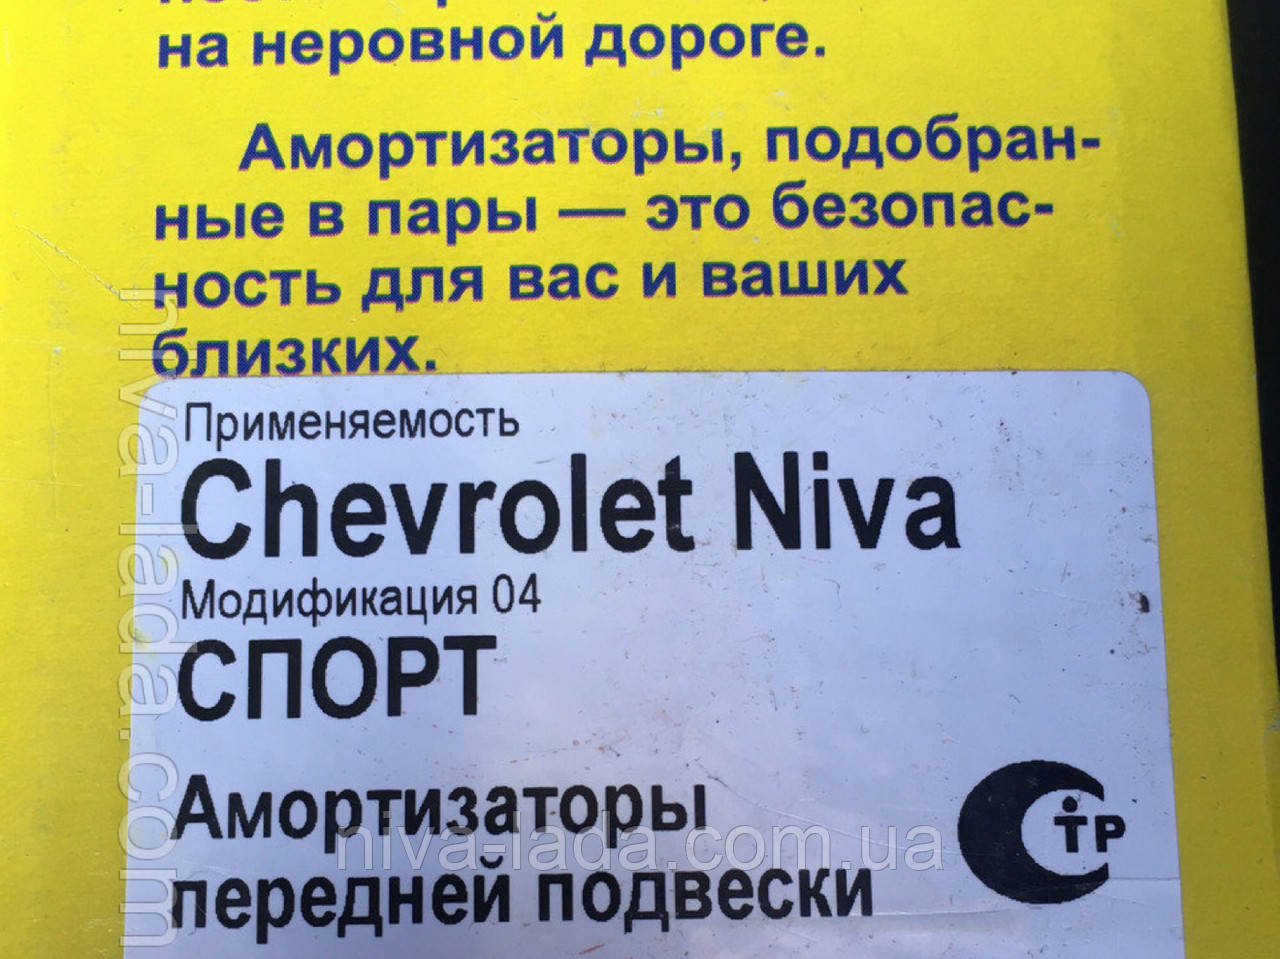 на неровной дороге.
Амортизаторы, подобран-
ные в пары — это безопас-
ность для вас и ваших
близких.
Применяемость
Chevrolet Niva
Модификация 04
СПОРТ
Амортизаторы
передней подвески
СТР
niva-lada.com.ua
niva-lada.com